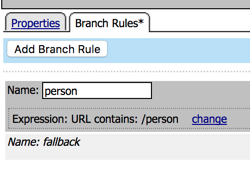 Properties Branch Rules*
Add Branch Rule
Name: person
Expression: URL contains: /person change
Name: fallback